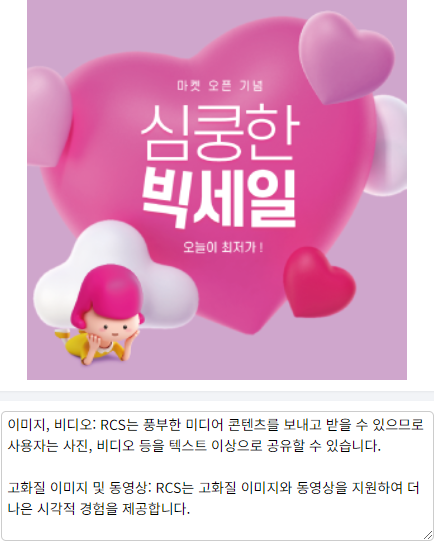 마켓 오픈 기념
심쿵한
빅세일
오늘이 최저가!
이미지, 비디오: RCS는 풍부한 미디어 콘텐츠를 보내고 받을 수 있으므로
사용자는 사진, 비디오 등을 텍스트 이상으로 공유할 수 있습니다.
고화질 이미지 및 동영상: RCS는 고화질 이미지와 동영상을 지원하여 더
나은 시각적 경험을 제공합니다.